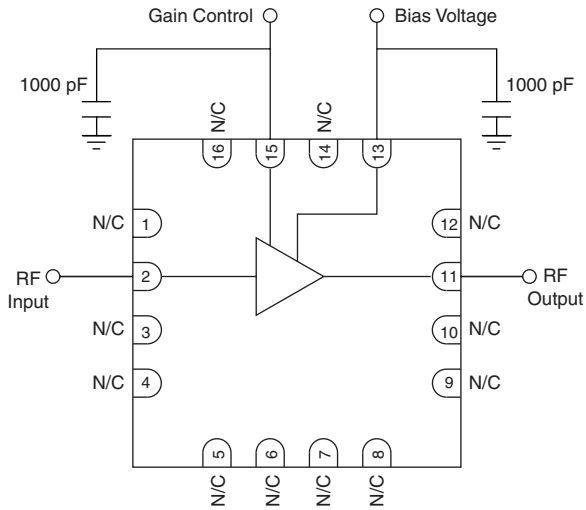 Gain Control
Bias Voltage
1000 pF
1000 pF
N/C
N/C
16
15
14
13
N/C
1
12
N/C
RF
Input
2
11
RF
Output
N/C
3
10
N/C
N/C
4
9
N/C
5
6
7
8
N/C
N/C
N/C
N/C